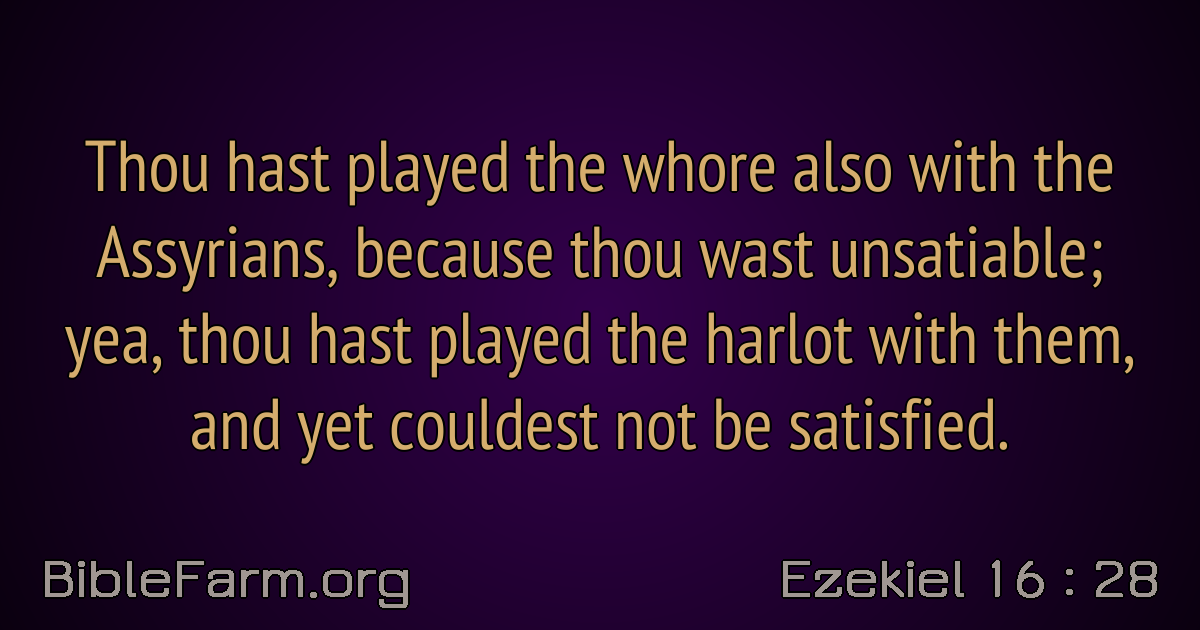 Thou hast played the whore also with the
Assyrians, because thou wast unsatiable;
yea, thou hast played the harlot with them,
and yet couldest not be satisfied.
BibleFarm.org
Ezekiel 16 : 28